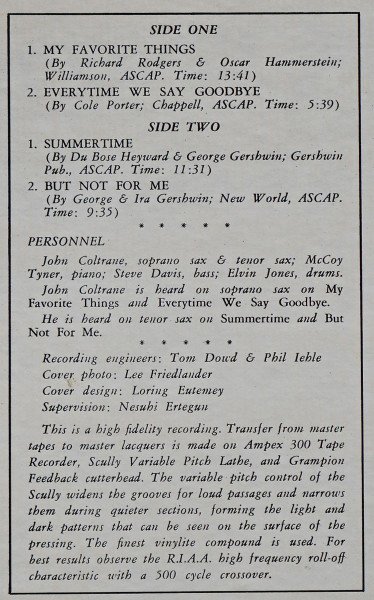 SIDE ONE
1. MY FAVORITE THINGS
(By Richard Rodgers & Oscar Hammerstein;
Williamson, ASCAP. Time: 13:41)
2. EVERYTIME WE SAY GOODBYE
(By Cole Porter; Chappell, ASCAP. Time: 5:39)
SIDE TWO
1. SUMMERTIME
(By Du Bose Heyward & George Gershwin; Gershwin
Pub., ASCAP. Time: 11:31)
2. BUT NOT FOR ME
(By George & Ira Gershwin; New World, ASCAP.
Time: 9:35)
* * * * *
PERSONNEL
John Coltrane, soprano sax & tenor sax; McCoy
Tyner, piano; Steve Davis, bass; Elvin Jones, drums.
John Coltrane is heard on soprano sax on My
Favorite Things and Everytime We Say Goodbye.
He is heard on tenor sax on Summertime and But
Not For Me.
* * * * *
Recording engineers: Tom Dowd & Phil Iehle
Cover photo: Lee Friedlander
Cover design: Loring Eutemey
Supervision: Nesuhi Ertegun
This is a high fidelity recording. Transfer from master
tapes to master lacquers is made on Ampex 300 Tape
Recorder, Scully Variable Pitch Lathe, and Grampion
Feedback cutterhead. The variable pitch control of the
Scully widens the grooves for loud passages and narrows
them during quieter sections, forming the light and
dark patterns that can be seen on the surface of the
pressing. The finest vinylite compound is used. For
best results observe the R.I.A.A. high frequency roll-off
characteristic with a 500 cycle crossover.